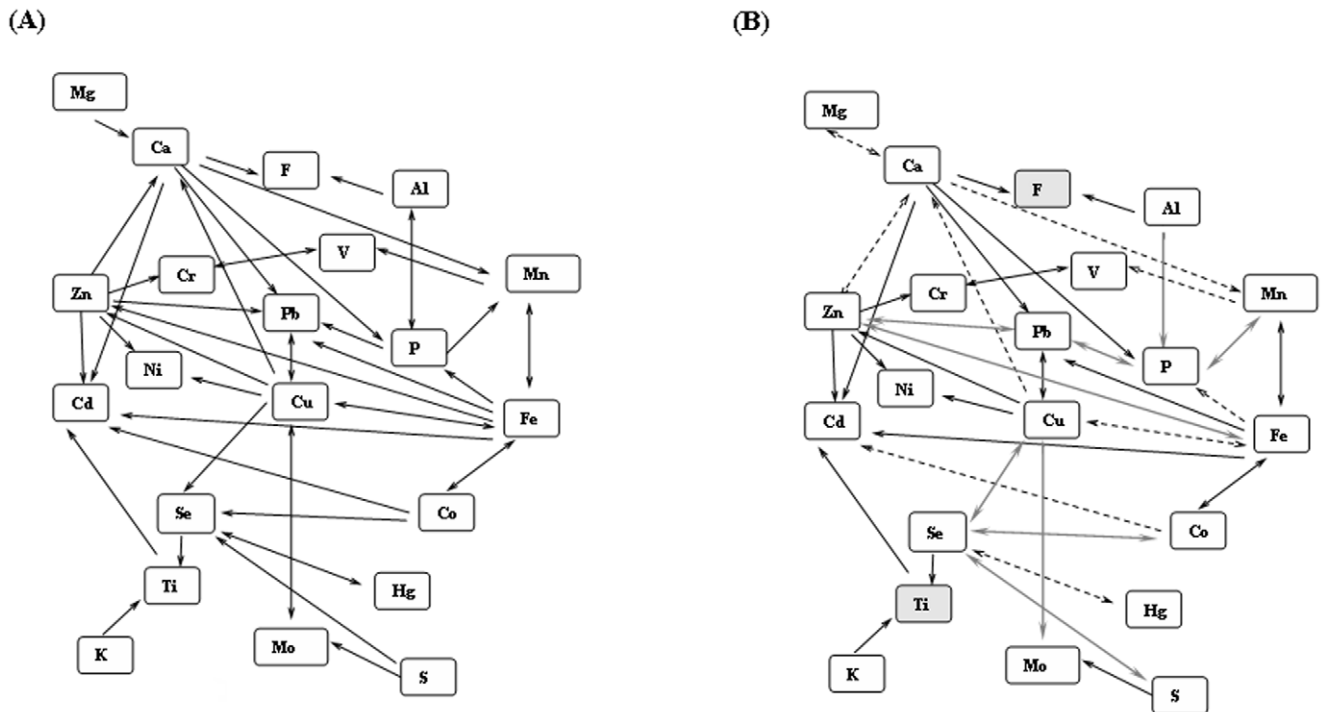 (A)
Mg
Ca
F
Al
V
Cr
Mn
Zn
Pb
P
Ni
Cd
Cu
Fe
Se
Co
Ti
Hg
K
Mo
S
(B)
Mg
Ca
F
Al
V
Cr
Mn
Zn
Pb
P
Ni
Cd
Cu
Fe
Se
Co
Ti
Hg
K
Mo
S